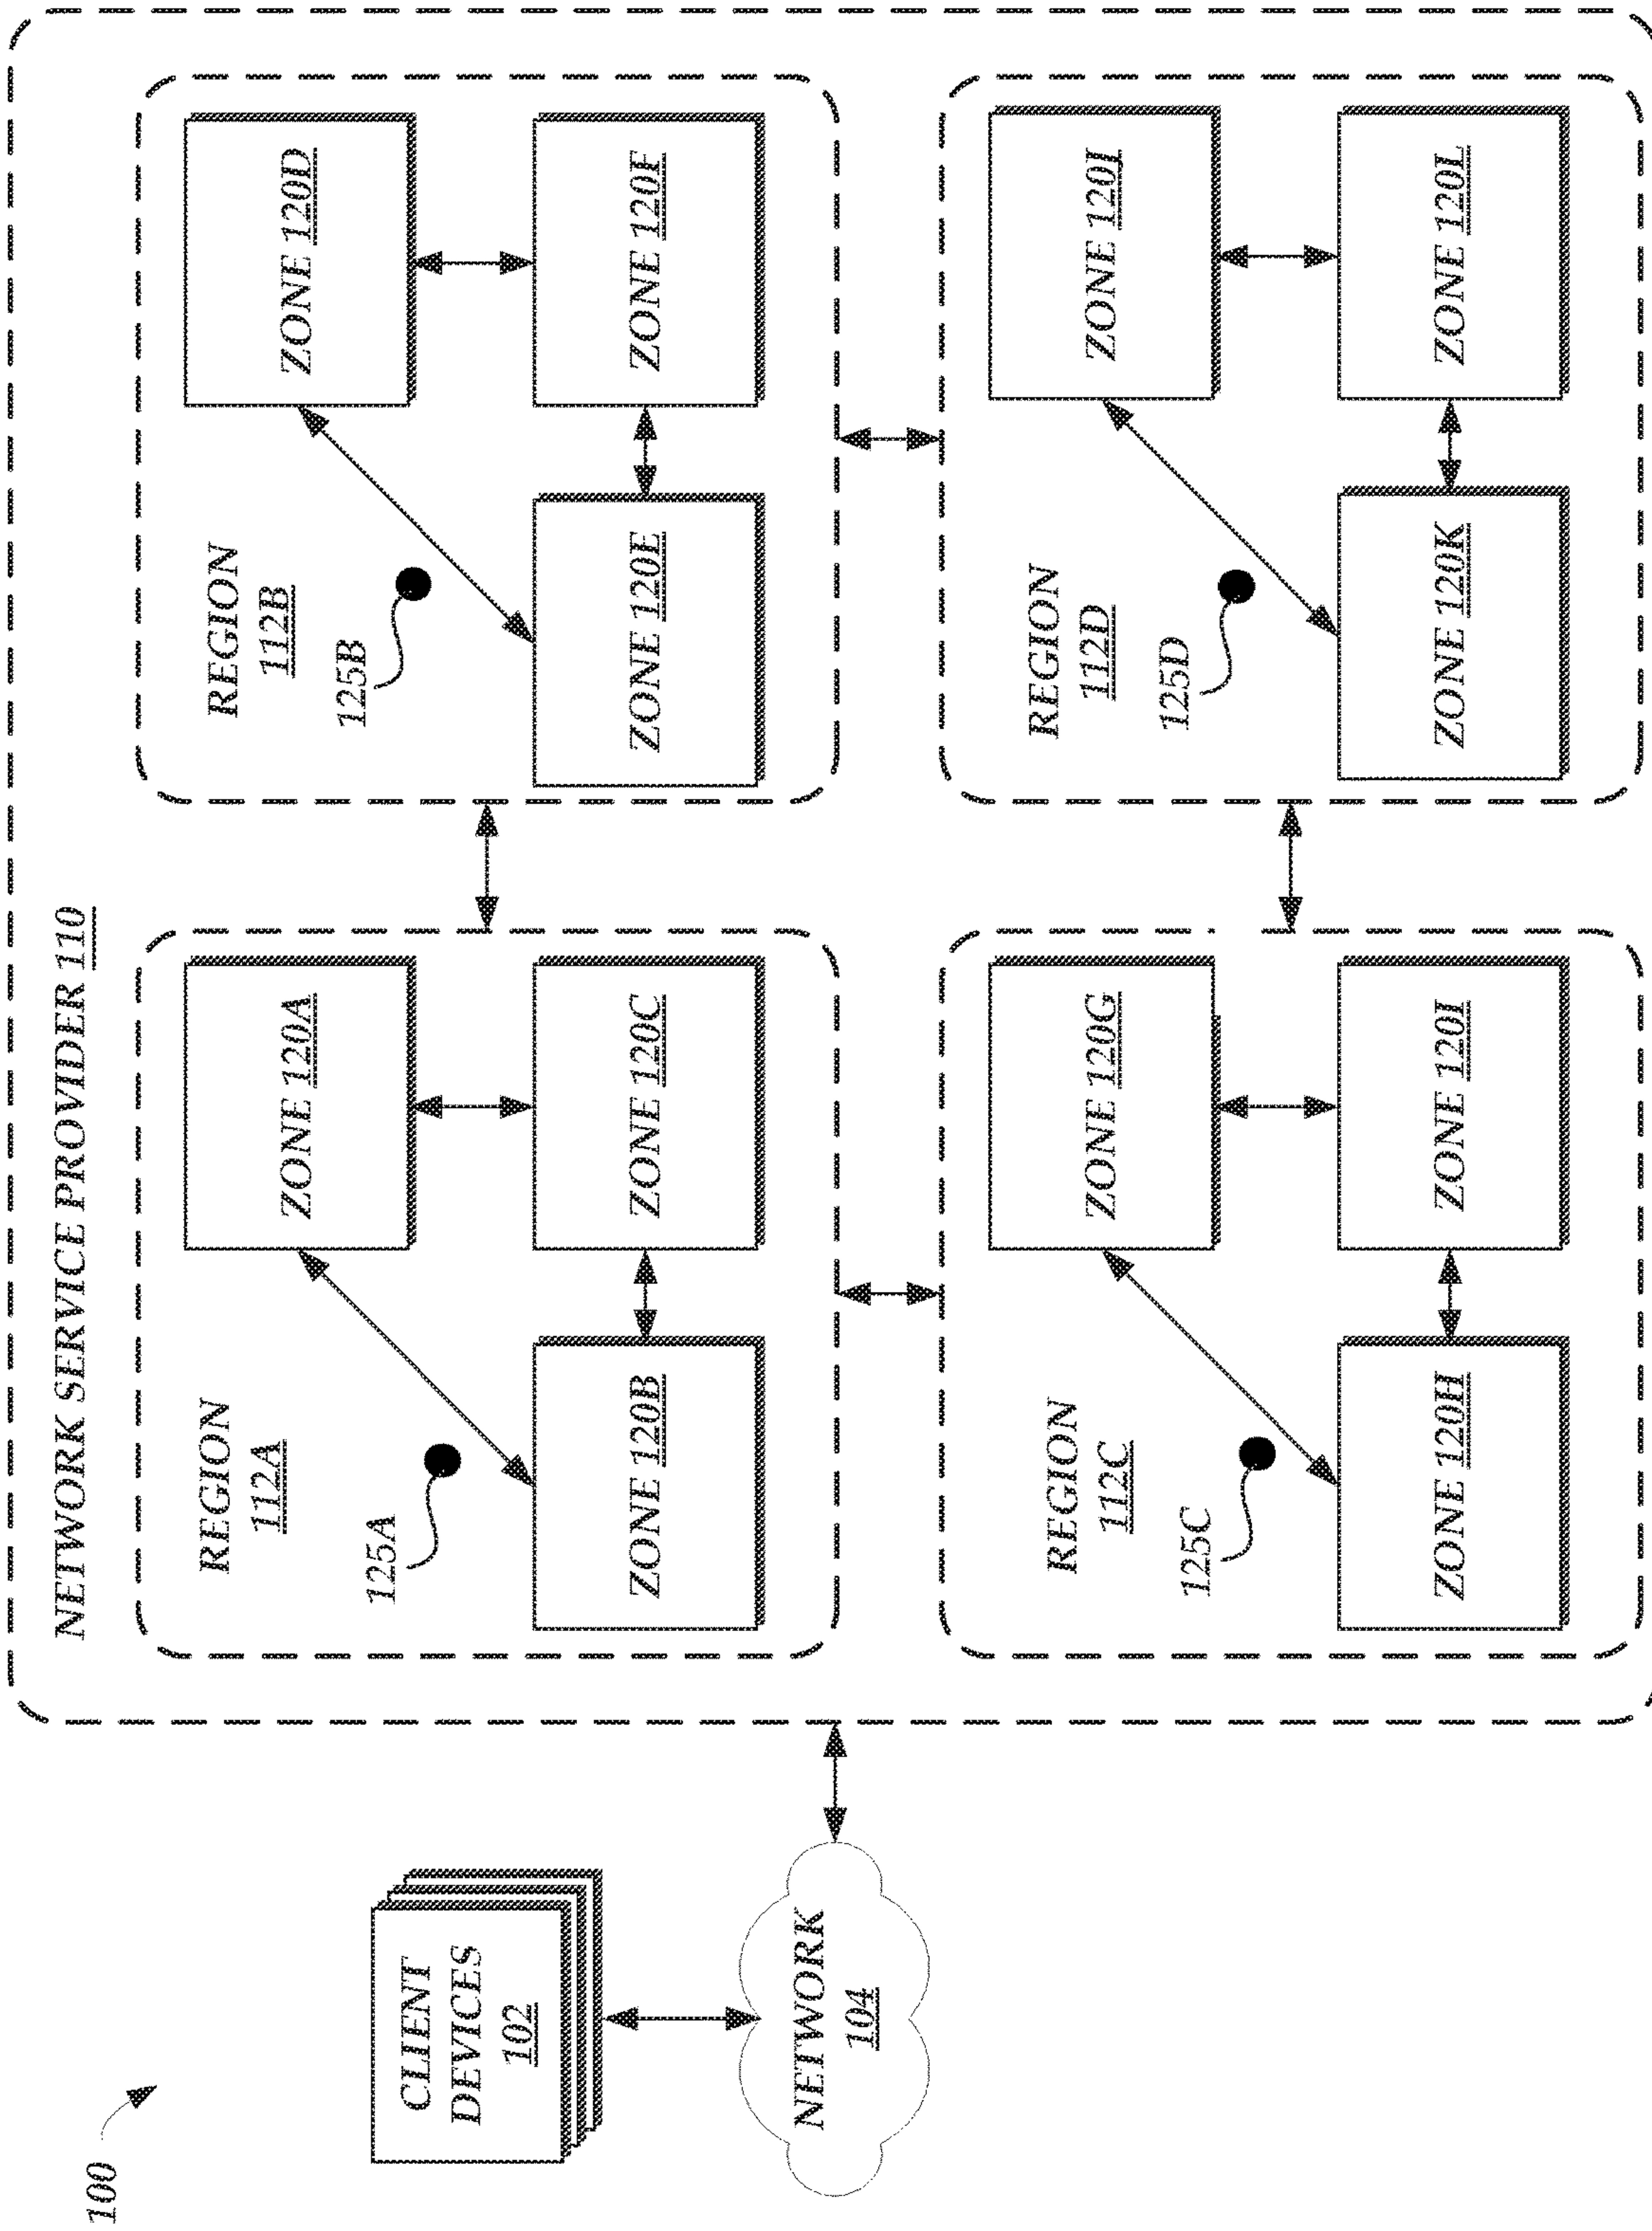 100
CLIENT
DEVICES
102
NETWORK
104
NETWORK SERVICE PROVIDER 110
REGION
112A
125A
ZONE 120A
ZONE 120B
ZONE 120C
REGION
112B
125B
ZONE 120D
ZONE 120E
ZONE 120F
REGION
112C
125C
ZONE 120G
ZONE 120H
ZONE 120I
REGION
112D
125D
ZONE 120J
ZONE 120K
ZONE 120L